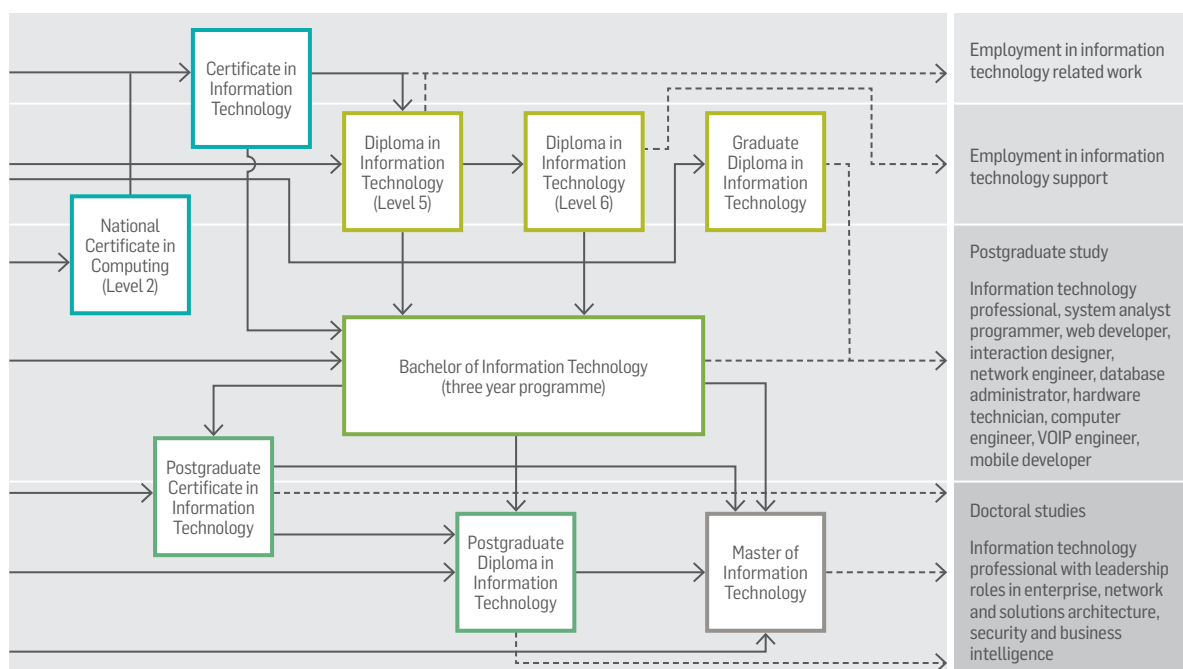 Certificate in
Information
Technology
Employment in information
technology related work
Diploma in
Information
Technology
(Level 5)
Diploma in
Information
Technology
(Level 6)
Graduate
Diploma in
Information
Technology
Employment in information
technology support
National
Certificate in
Computing
(Level 2)
Bachelor of Information Technology
(three year programme)
Postgraduate study
Information technology
professional, system analyst
programmer, web developer,
interaction designer,
network engineer, database
administrator, hardware
technician, computer
engineer, VOIP engineer,
mobile developer
Postgraduate
Certificate in
Information
Technology
Postgraduate
Diploma in
Information
Technology
Master of
Information
Technology
Doctoral studies
Information technology
professional with leadership
roles in enterprise, network
and solutions architecture,
security and business
intelligence